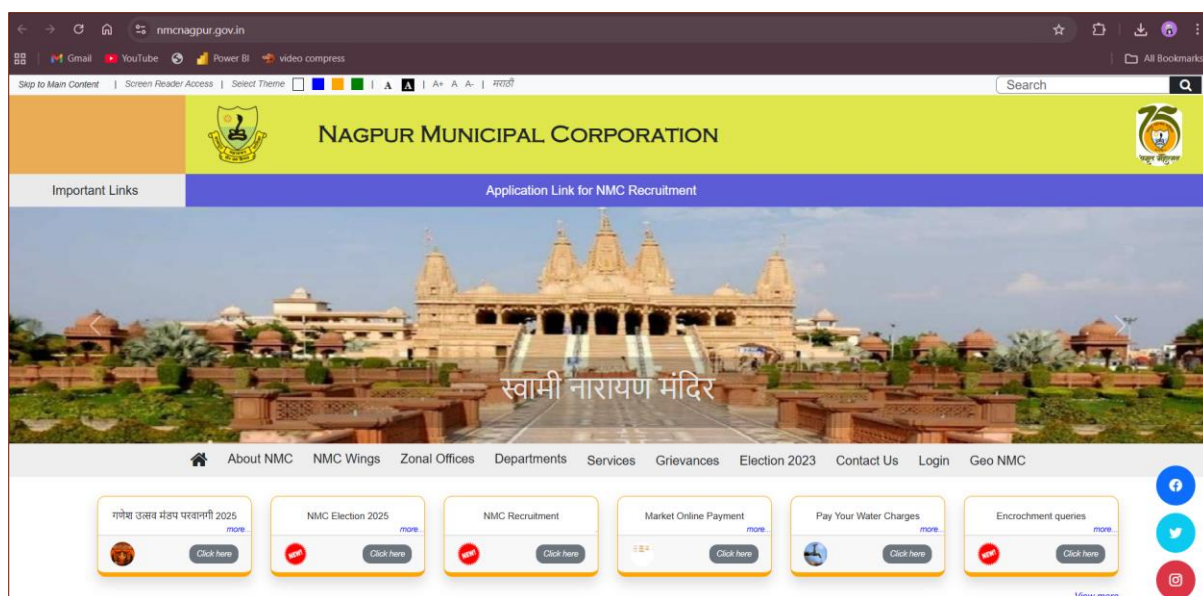 nmcnagpur.gov.in
Gmail YouTube Power BI video compress All Bookmarks
Skip to Main Content | Screen Reader Access | Select Theme | A A | A+ A A- | मराठी Search
NAGPUR MUNICIPAL CORPORATION
75
Important Links Application Link for NMC Recruitment
स्वामी नारायण मंदिर
About NMC NMC Wings Zonal Offices Departments Services Grievances Election 2023 Contact Us Login Geo NMC
गणेश उत्सव मंडप परवानगी 2025 NMC Election 2025 NMC Recruitment Market Online Payment Pay Your Water Charges Encrochment queries
more.. more.. more.. more.. more..
Click here NEW! Click here NEW! Click here Click here Click here NEW! Click here
View more..